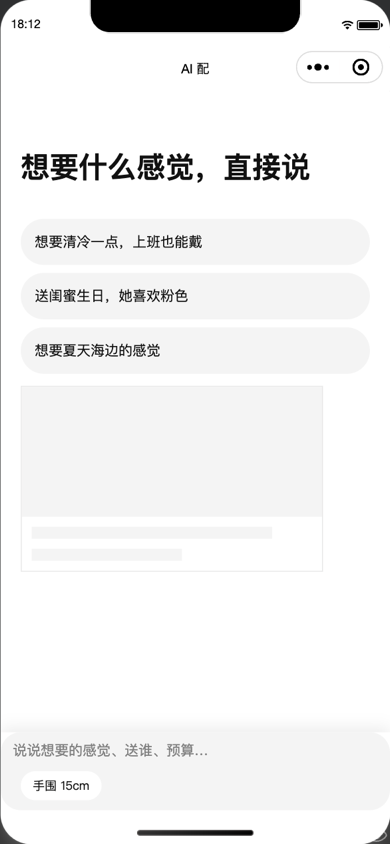 18:12
AI 配
想要什么感觉，直接说
想要清冷一点，上班也能戴
送闺蜜生日，她喜欢粉色
想要夏天海边的感觉
说说想要的感觉、送谁、预算...
手围 15cm